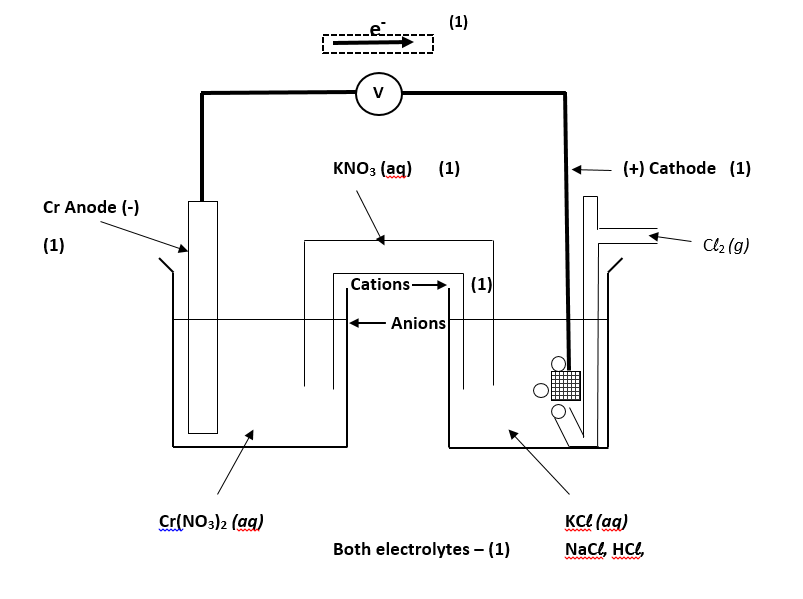 e⁻ (1)
V
KNO₃ (aq) (1)
(+) Cathode (1)
Cr Anode (-)
(1)
Cℓ₂ (g)
Cations (1)
Anions
Cr(NO₃)₂ (aq)
KCℓ (aq)
Both electrolytes – (1)
NaCℓ, HCℓ,